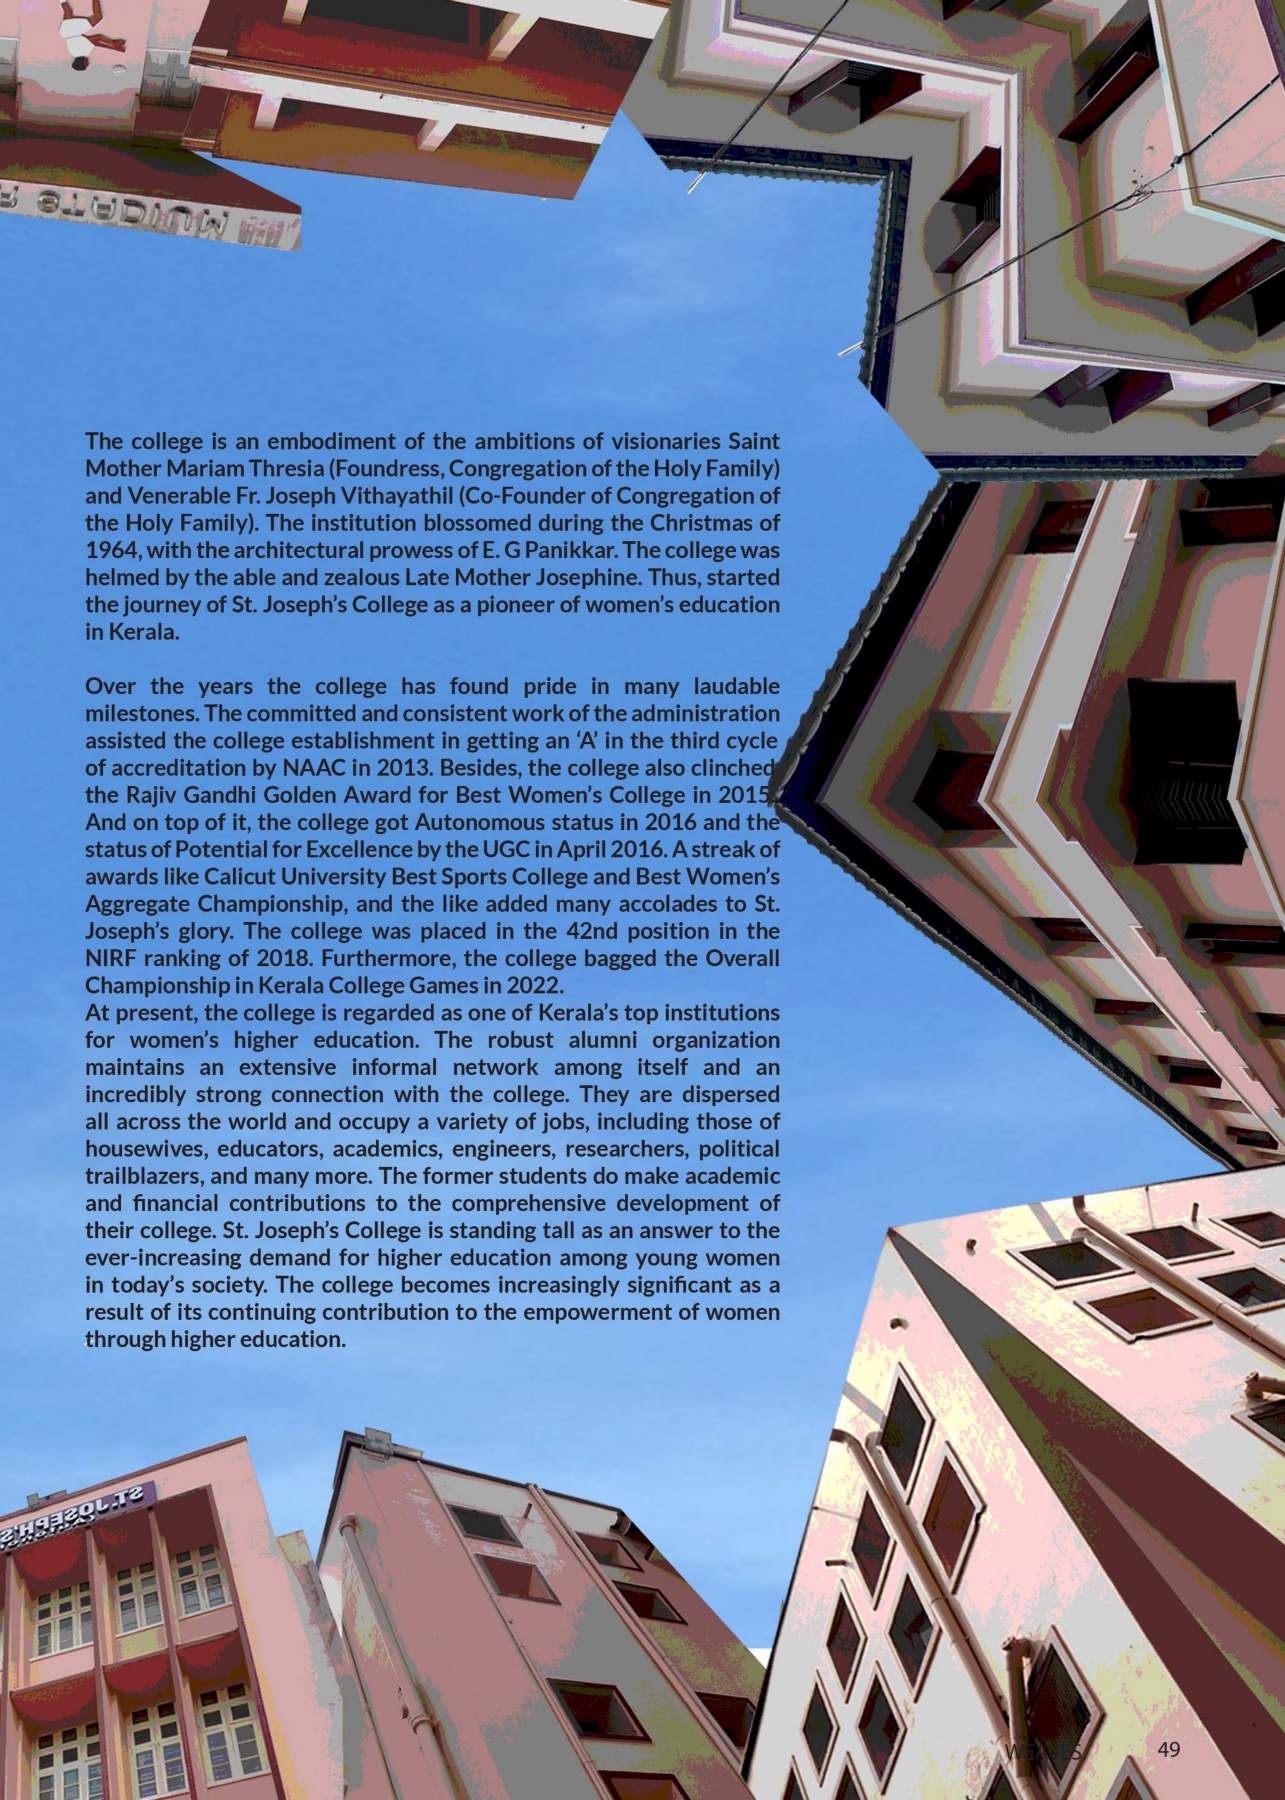 The college is an embodiment of the ambitions of visionaries Saint
Mother Mariam Thresia (Foundress, Congregation of the Holy Family)
and Venerable Fr. Joseph Vithayathil (Co-Founder of Congregation of
the Holy Family). The institution blossomed during the Christmas of
1964, with the architectural prowess of E. G Panikkar. The college was
helmed by the able and zealous Late Mother Josephine. Thus, started
the journey of St. Joseph’s College as a pioneer of women’s education
in Kerala.
Over the years the college has found pride in many laudable
milestones. The committed and consistent work of the administration
assisted the college establishment in getting an ‘A’ in the third cycle
of accreditation by NAAC in 2013. Besides, the college also clinched
the Rajiv Gandhi Golden Award for Best Women’s College in 2015.
And on top of it, the college got Autonomous status in 2016 and the
status of Potential for Excellence by the UGC in April 2016. A streak of
awards like Calicut University Best Sports College and Best Women’s
Aggregate Championship, and the like added many accolades to St.
Joseph’s glory. The college was placed in the 42nd position in the
NIRF ranking of 2018. Furthermore, the college bagged the Overall
Championship in Kerala College Games in 2022.
At present, the college is regarded as one of Kerala’s top institutions
for women’s higher education. The robust alumni organization
maintains an extensive informal network among itself and an
incredibly strong connection with the college. They are dispersed
all across the world and occupy a variety of jobs, including those of
housewives, educators, academics, engineers, researchers, political
trailblazers, and many more. The former students do make academic
and financial contributions to the comprehensive development of
their college. St. Joseph’s College is standing tall as an answer to the
ever-increasing demand for higher education among young women
in today’s society. The college becomes increasingly significant as a
result of its continuing contribution to the empowerment of women
through higher education.
ST. JOSEPH'S
49